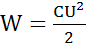 W = CU²/2